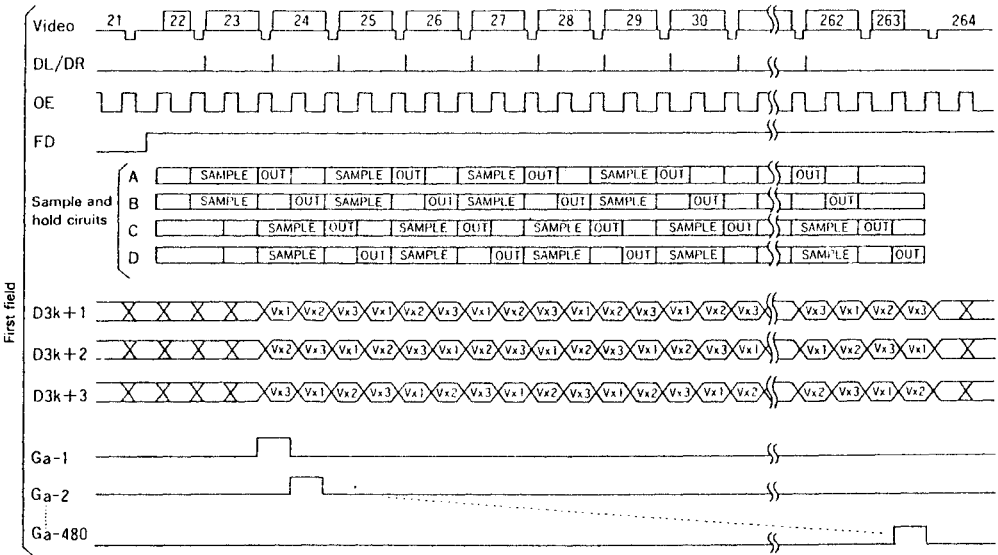 First field
Video 21 22 23 24 25 26 27 28 29 30 262 263 264
DL/DR
OE
FD
Sample and
hold ciruits
A SAMPLE OUT SAMPLE OUT SAMPLE OUT SAMPLE OUT OUT
B SAMPLE OUT SAMPLE OUT SAMPLE OUT SAMPLE OUT OUT
C SAMPLE OUT SAMPLE OUT SAMPLE OUT SAMPLE OUT SAMPLE OUT
D SAMPLE OUT SAMPLE OUT SAMPLE OUT SAMPLE OUT SAMPLE OUT
D3k+1 Vx1 Vx2 Vx3 Vx1 Vx2 Vx3 Vx1 Vx2 Vx3 Vx1 Vx2 Vx3 Vx1 Vx2 Vx3 Vx3 Vx1 Vx2 Vx3
D3k+2 Vx2 Vx3 Vx1 Vx2 Vx3 Vx1 Vx2 Vx3 Vx1 Vx2 Vx3 Vx1 Vx2 Vx3 Vx1 Vx1 Vx2 Vx3 Vx1
D3k+3 Vx3 Vx1 Vx2 Vx3 Vx1 Vx2 Vx3 Vx1 Vx2 Vx3 Vx1 Vx2 Vx3 Vx1 Vx2 Vx2 Vx3 Vx1 Vx2
Ga-1
Ga-2
Ga-480